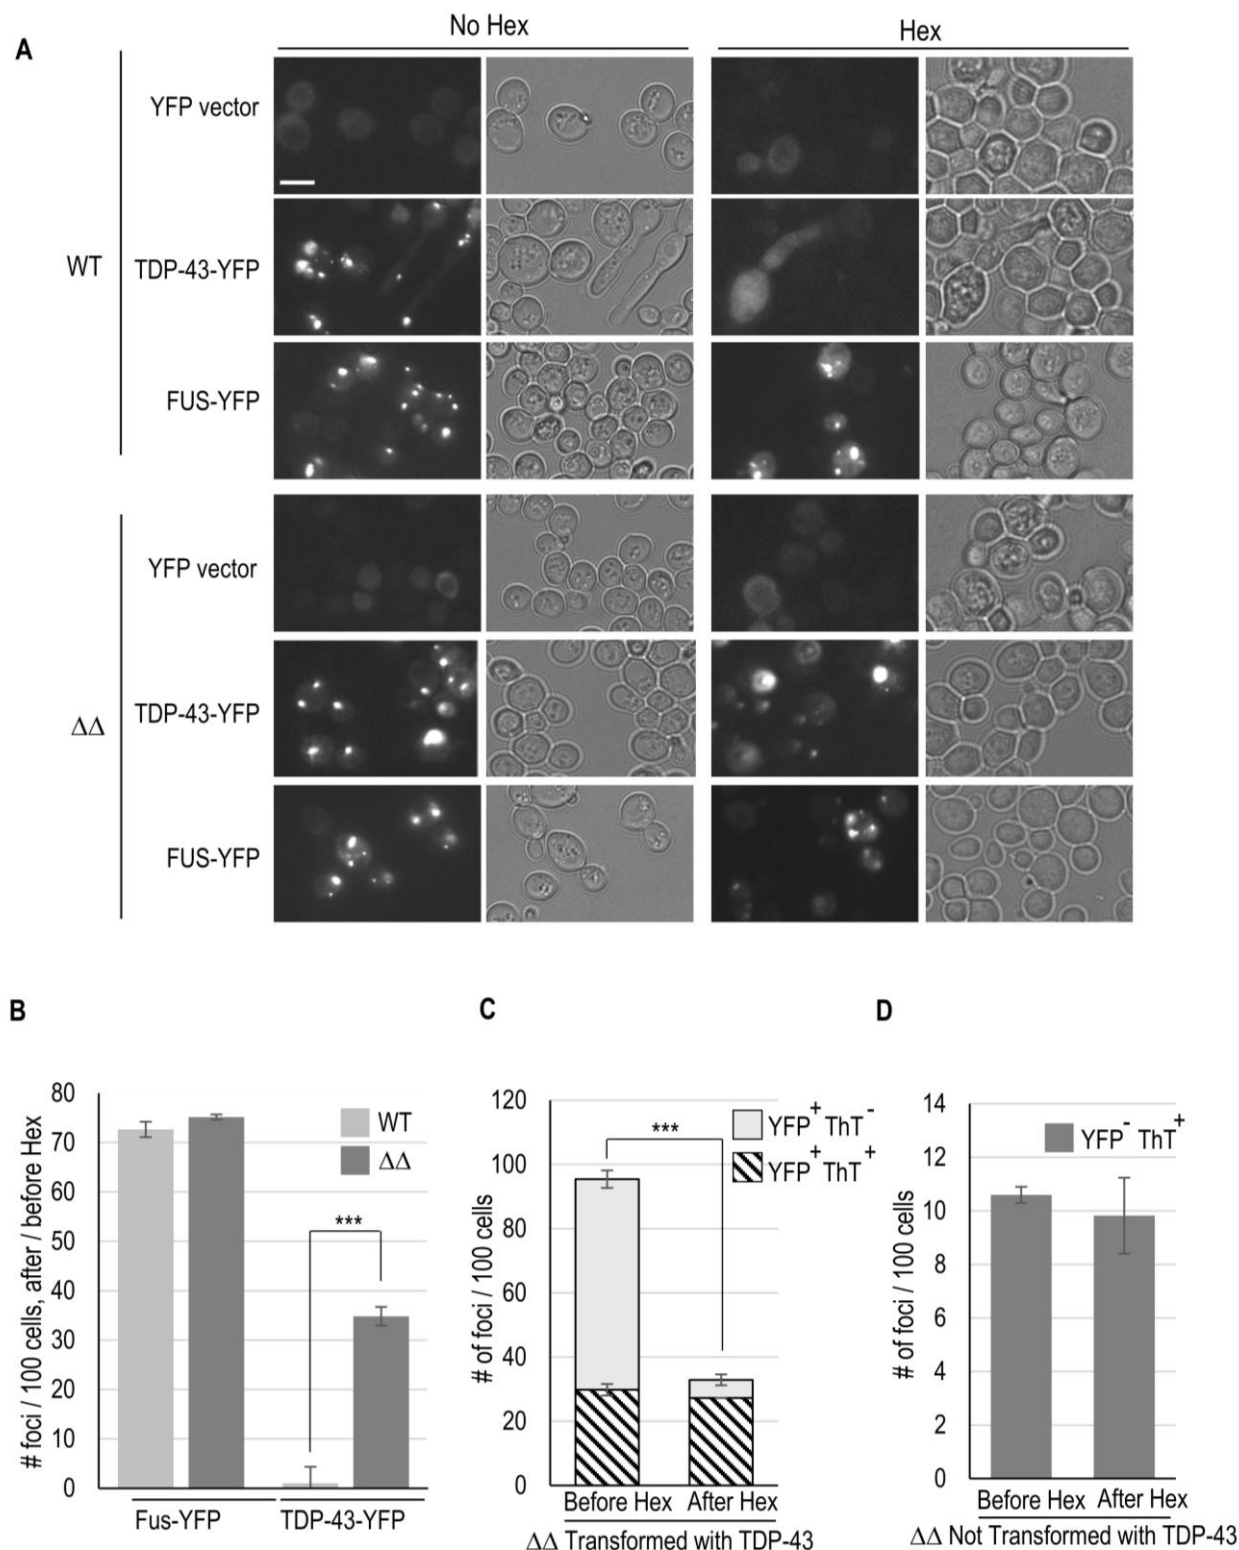 A
No Hex
Hex
YFP vector
WT
TDP-43-YFP
FUS-YFP
YFP vector
ΔΔ
TDP-43-YFP
FUS-YFP
B
# foci / 100 cells, after / before Hex
80
70
60
50
40
30
20
10
0
WT
ΔΔ
***
Fus-YFP
TDP-43-YFP
C
# of foci / 100 cells
120
100
80
60
40
20
0
YFP+ ThT-
YFP+ ThT+
***
Before Hex
After Hex
ΔΔ Transformed with TDP-43
D
# of foci / 100 cells
14
12
10
8
6
4
2
0
YFP- ThT+
Before Hex
After Hex
ΔΔ Not Transformed with TDP-43